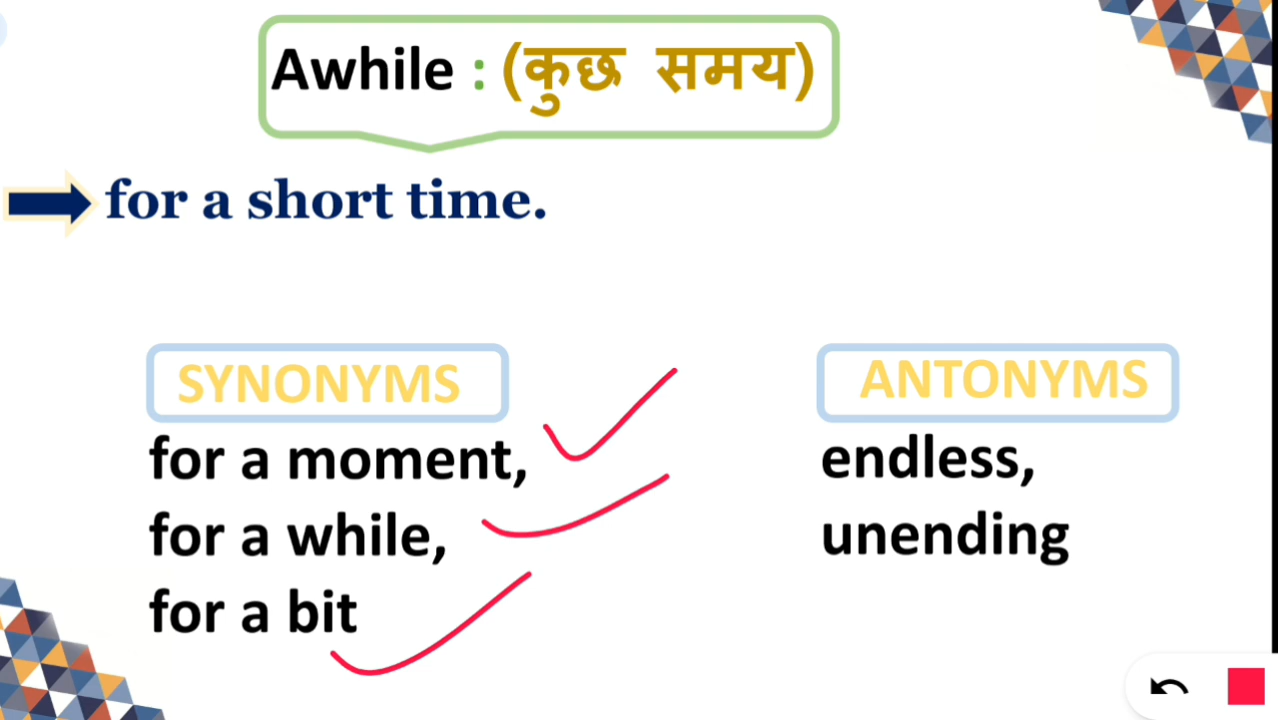 Awhile : (कुछ समय)
for a short time.
SYNONYMS
for a moment,
for a while,
for a bit
ANTONYMS
endless,
unending